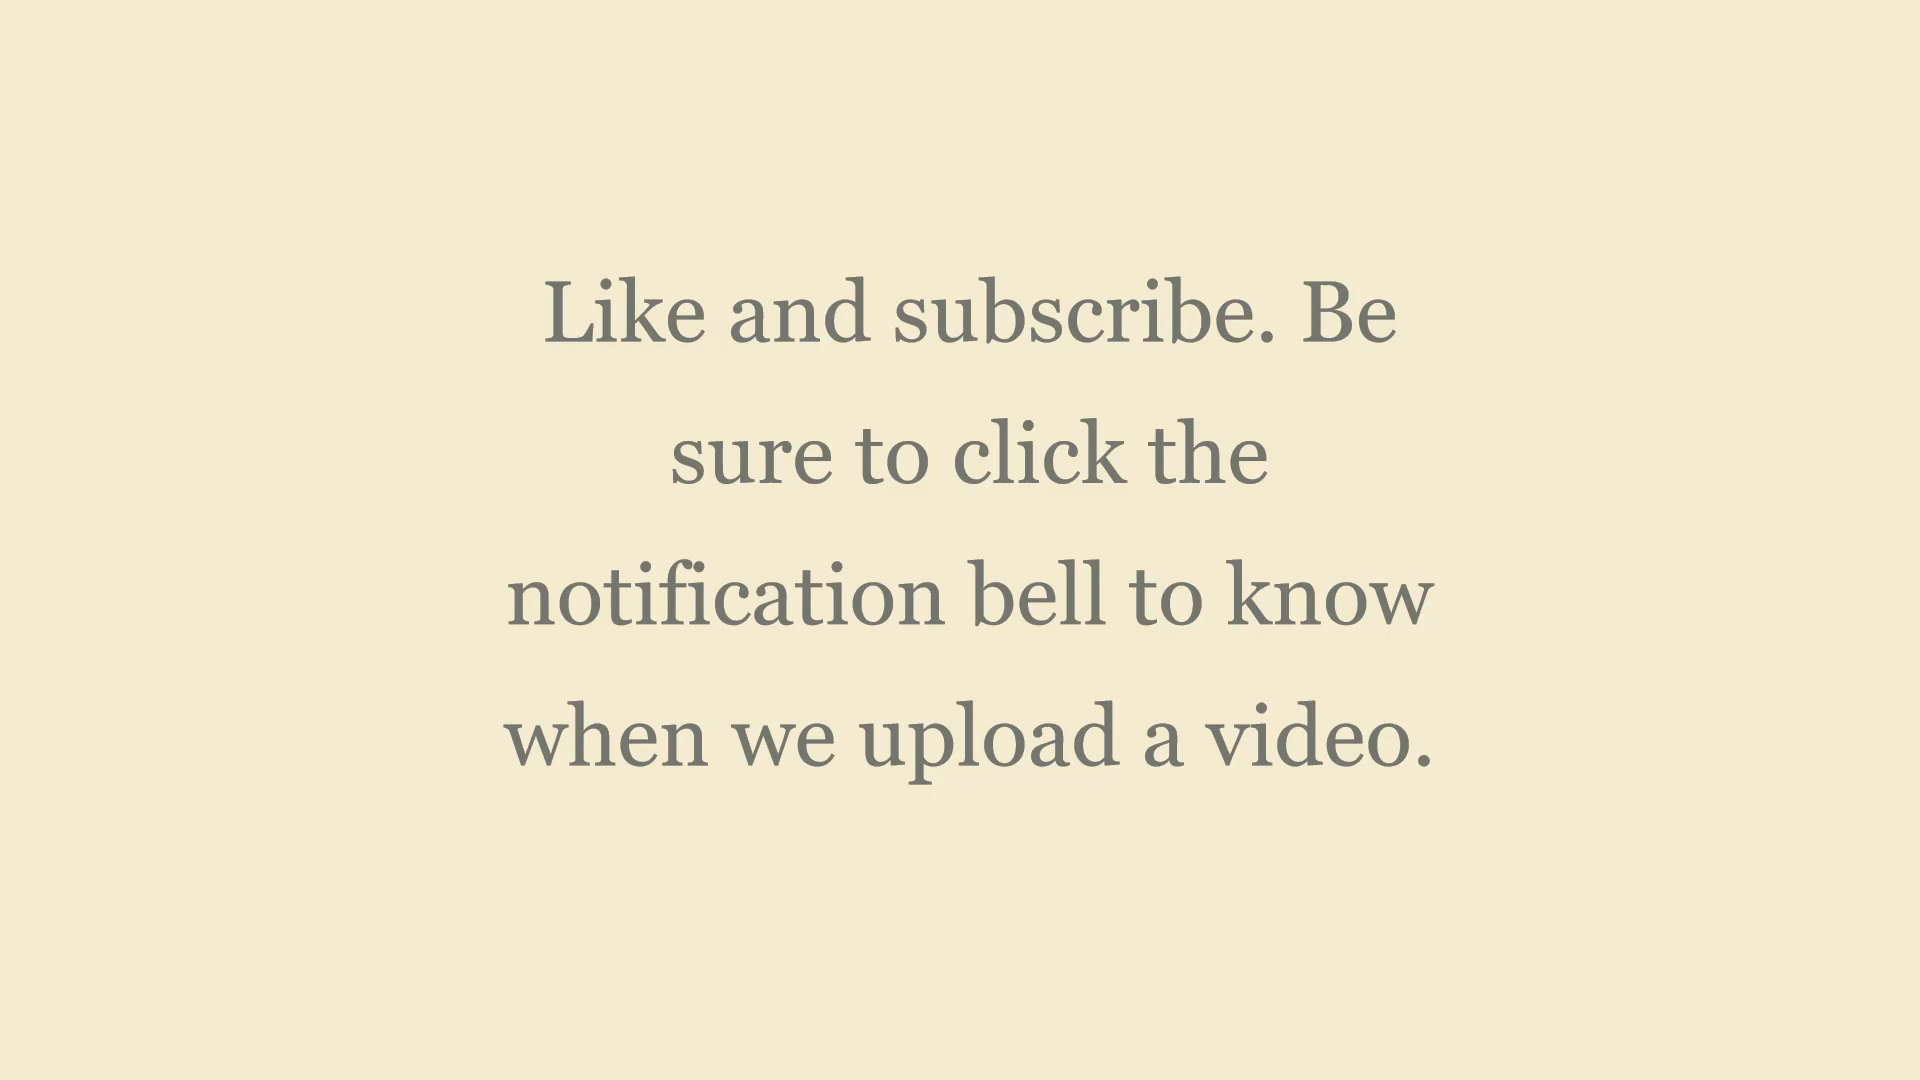 Like and subscribe. Be
sure to click the
notification bell to know
when we upload a video.